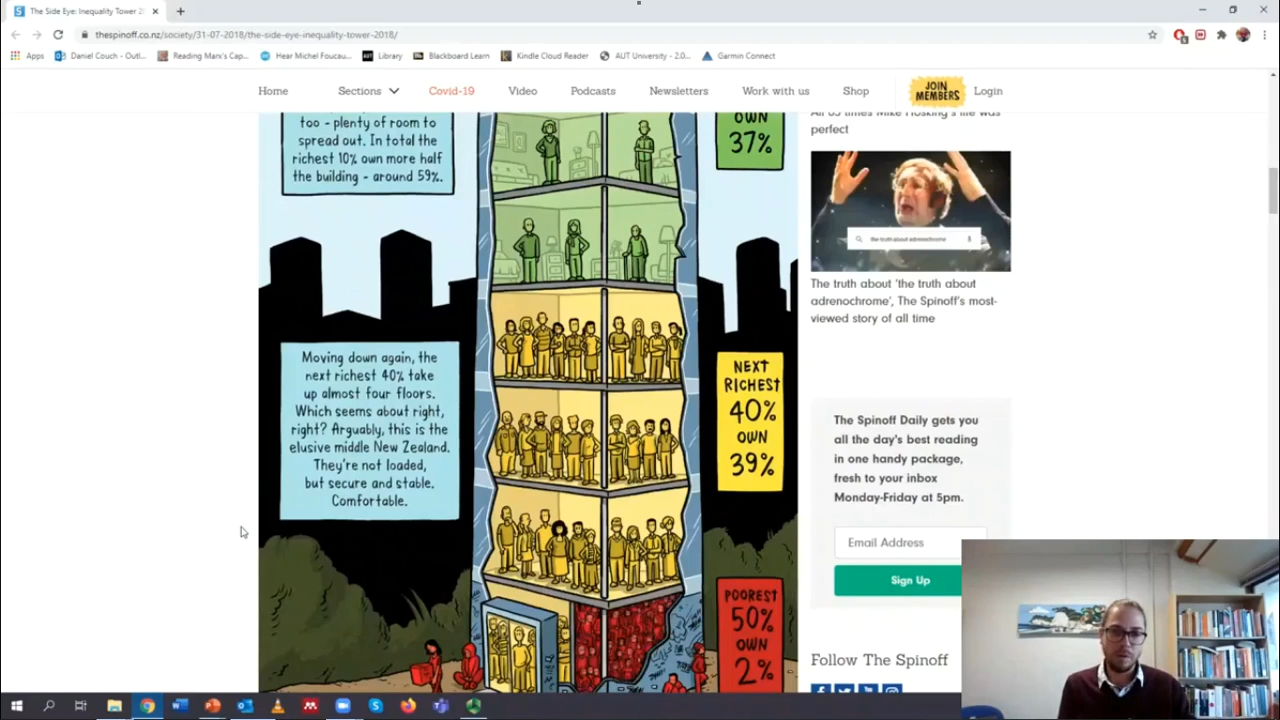 The Side Eye: Inequality Tower 2
thespinoff.co.nz/society/31-07-2018/the-side-eye-inequality-tower-2018/
Apps
Daniel Couch - Outl...
Reading Marx's Cap...
Hear Michel Foucau...
AUT
Library
Blackboard Learn
Kindle Cloud Reader
AUT University - 2.0...
Garmin Connect
Home
Sections
Covid-19
Video
Podcasts
Newsletters
Work with us
Shop
JOIN
MEMBERS
Login
too - plenty of room to
spread out. In total the
richest 10% own more half
the building - around 59%.
OWN
37%
All 65 times Mike Hosking's life was
perfect
the truth about adrenochrome
The truth about 'the truth about
adrenochrome', The Spinoff's most-
viewed story of all time
Moving down again, the
next richest 40% take
up almost four floors.
Which seems about right,
right? Arguably, this is the
elusive middle New Zealand.
They're not loaded,
but secure and stable.
Comfortable.
NEXT
RICHEST
40%
OWN
39%
The Spinoff Daily gets you
all the day's best reading
in one handy package,
fresh to your inbox
Monday-Friday at 5pm.
Email Address
Sign Up
POOREST
50%
OWN
2%
Follow The Spinoff